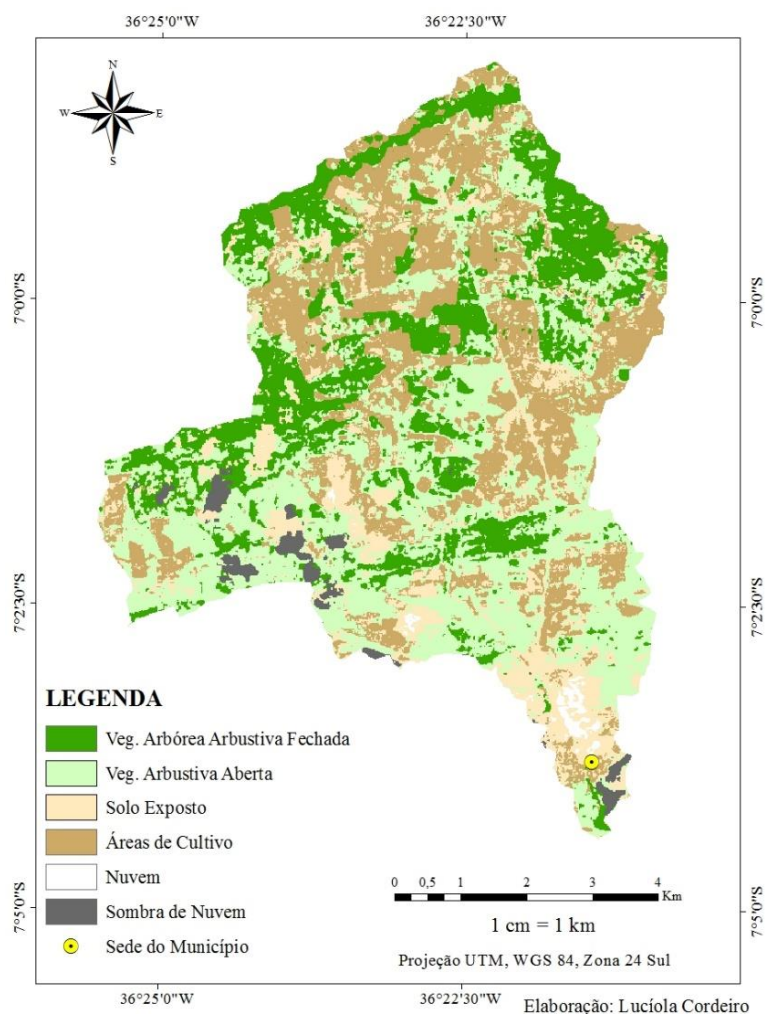 36°25'0"W 36°22'30"W
N
W E
S
7°0'0"S 7°0'0"S
7°2'30"S 7°2'30"S
LEGENDA
Veg. Arbórea Arbustiva Fechada
Veg. Arbustiva Aberta
Solo Exposto
Áreas de Cultivo
Nuvem
Sombra de Nuvem
Sede do Município
0 0,5 1 2 3 4
Km
1 cm = 1 km
7°5'0"S 7°5'0"S
Projeção UTM, WGS 84, Zona 24 Sul
36°25'0"W 36°22'30"W
Elaboração: Lucíola Cordeiro